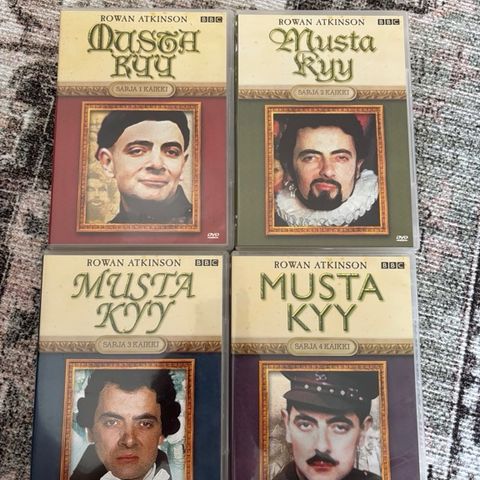 ROWAN ATKINSON BBC
MUSTA
KYY
SARJA 1 KAIKKI
DVD
ROWAN ATKINSON BBC
Musta
Kyy
SARJA 2 KAIKKI
DVD
ROWAN ATKINSON BBC
MUSTA
KYY
SARJA 3 KAIKKI
ROWAN ATKINSON BBC
MUSTA
KYY
SARJA 4 KAIKKI